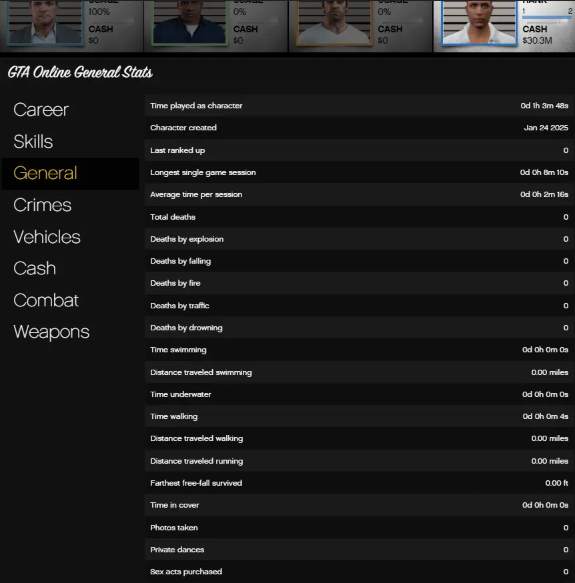 100%
CASH
$0
0%
CASH
$0
0%
CASH
$0
1 2
CASH
$30.3M
GTA Online General Stats
Career
Skills
General
Crimes
Vehicles
Cash
Combat
Weapons
Time played as character 0d 1h 3m 48s
Character created Jan 24 2025
Last ranked up 0
Longest single game session 0d 0h 8m 10s
Average time per session 0d 0h 2m 16s
Total deaths 0
Deaths by explosion 0
Deaths by falling 0
Deaths by fire 0
Deaths by traffic 0
Deaths by drowning 0
Time swimming 0d 0h 0m 0s
Distance traveled swimming 0.00 miles
Time underwater 0d 0h 0m 0s
Time walking 0d 0h 0m 4s
Distance traveled walking 0.00 miles
Distance traveled running 0.00 miles
Farthest free-fall survived 0.00 ft
Time in cover 0d 0h 0m 0s
Photos taken 0
Private dances 0
Sex acts purchased 0